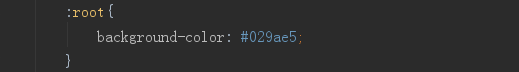 :root{
background-color: #029ae5;
}